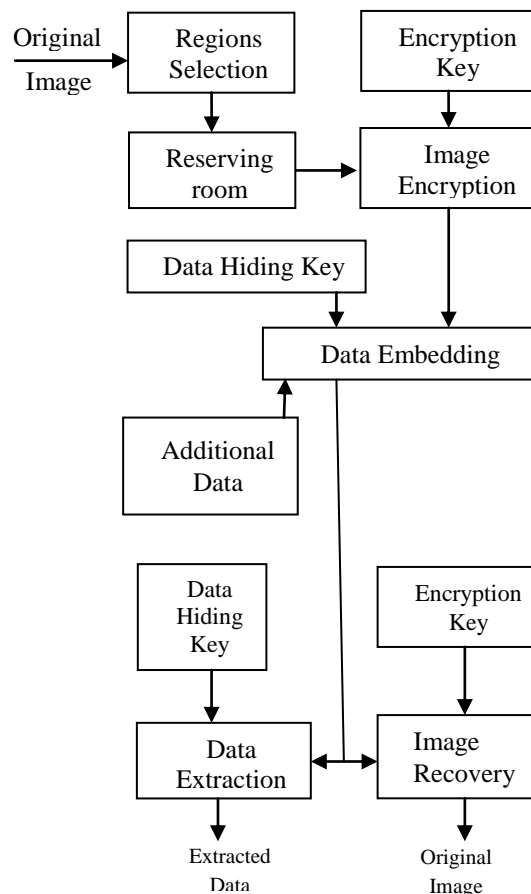 Original
Image
Regions
Selection
Encryption
Key
Reserving
room
Image
Encryption
Data Hiding Key
Data Embedding
Additional
Data
Data
Hiding
Key
Encryption
Key
Data
Extraction
Image
Recovery
Extracted
Data
Original
Image